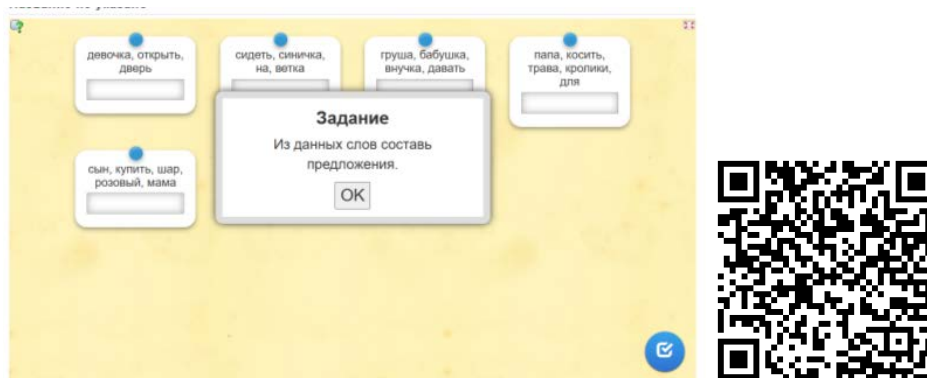 девочка, открыть,
дверь
сидеть, синичка,
на, ветка
груша, бабушка,
внучка, давать
папа, косить,
трава, кролики,
для
Задание
Из данных слов составь
предложения.
OK
сын, купить, шар,
розовый, мама